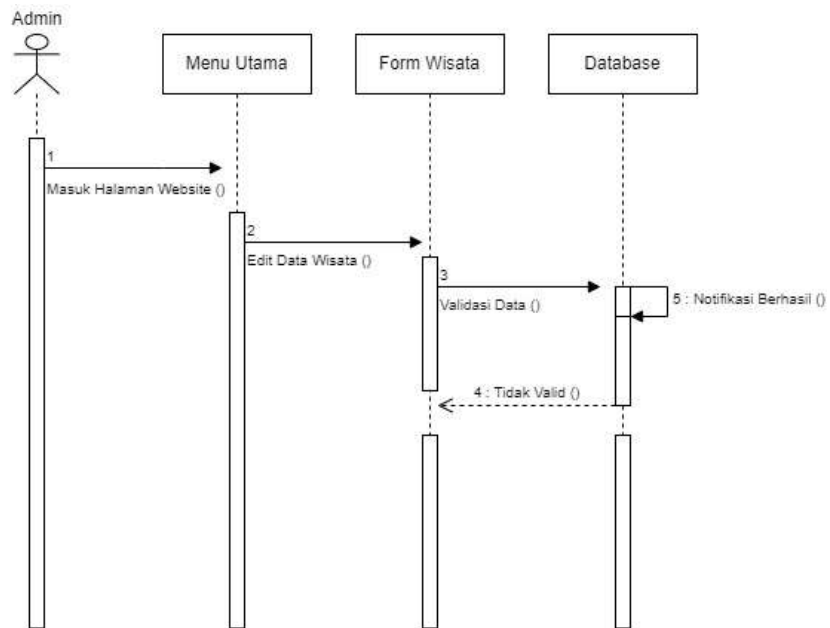 Admin
Menu Utama
Form Wisata
Database
1
Masuk Halaman Website ()
2
Edit Data Wisata ()
3
Validasi Data ()
5 : Notifikasi Berhasil ()
4 : Tidak Valid ()